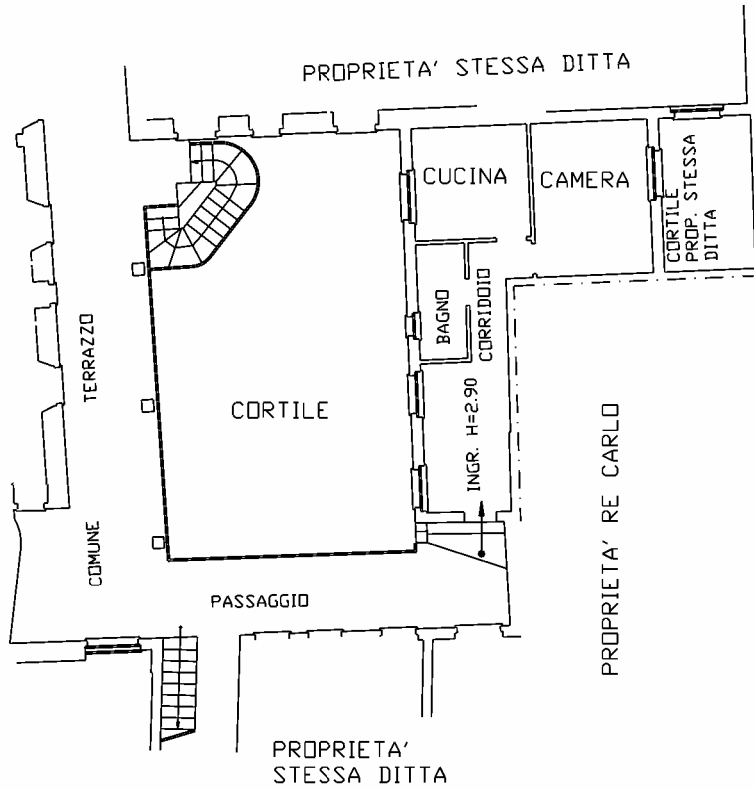 PROPRIETA' STESSA DITTA
CUCINA
CAMERA
CORTILE
PROP. STESSA
DITTA
BAGNO
CORRIDOIO
TERRAZZO
CORTILE
INGR. H=2.90
PROPRIETA' RE CARLO
COMUNE
PASSAGGIO
PROPRIETA'
STESSA DITTA